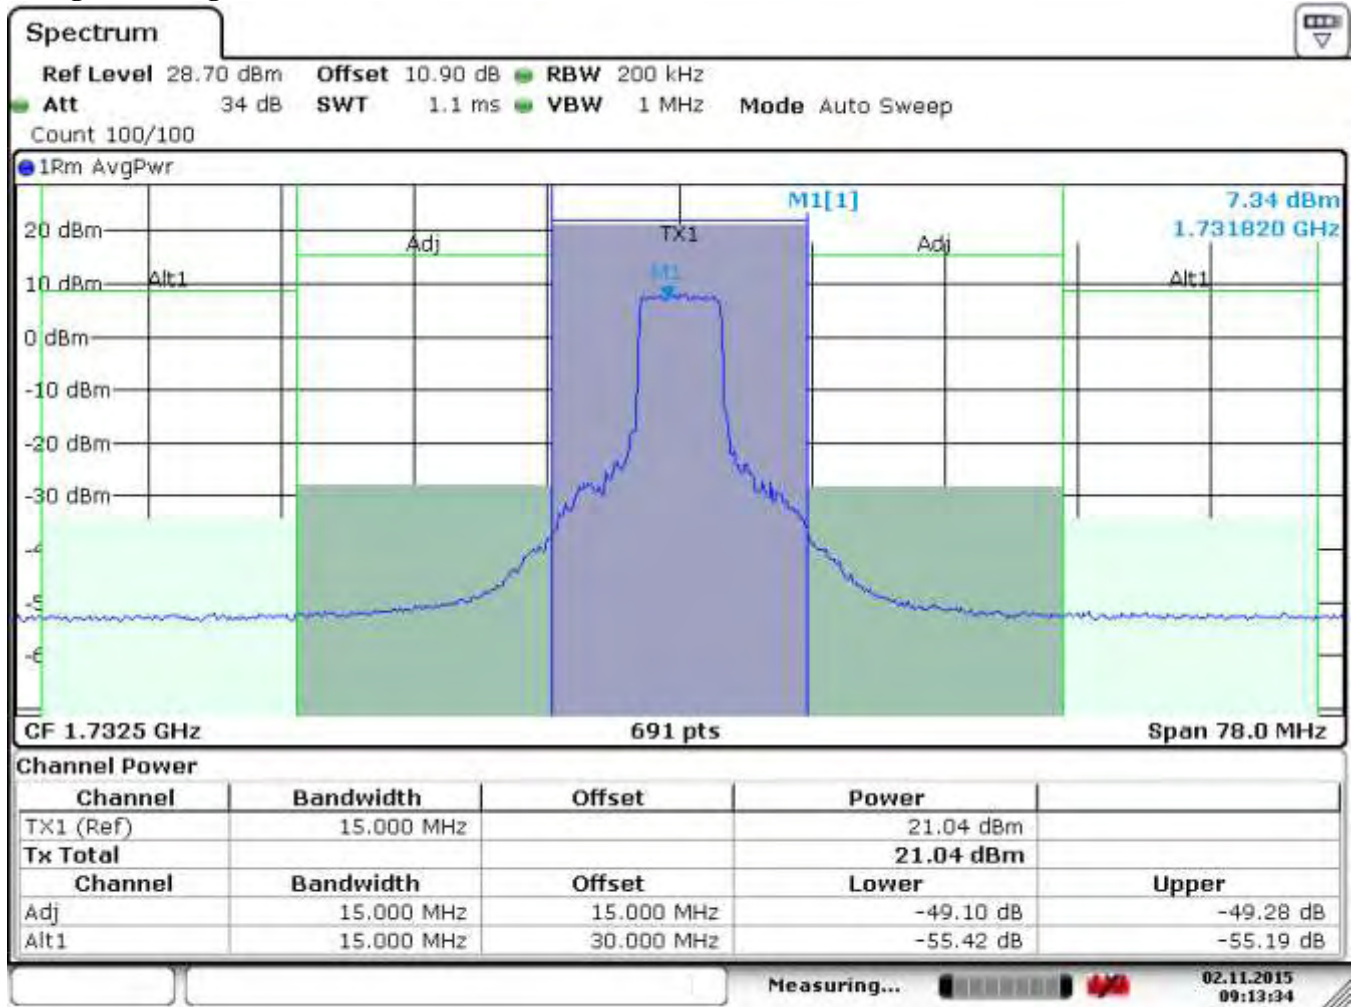 Spectrum
Ref Level 28.70 dBm Offset 10.90 dB RBW 200 kHz
Att 34 dB SWT 1.1 ms VBW 1 MHz Mode Auto Sweep
Count 100/100
1Rm AvgPwr
M1[1] 7.34 dBm
1.731820 GHz
20 dBm
Adj TX1 Adj
M1
10 dBm Alt1 Alt1
0 dBm
-10 dBm
-20 dBm
-30 dBm
CF 1.7325 GHz 691 pts Span 78.0 MHz
Channel Power
Channel Bandwidth Offset Power
TX1 (Ref) 15.000 MHz 21.04 dBm
Tx Total 21.04 dBm
Channel Bandwidth Offset Lower Upper
Adj 15.000 MHz 15.000 MHz -49.10 dB -49.28 dB
Alt1 15.000 MHz 30.000 MHz -55.42 dB -55.19 dB
Measuring... 02.11.2015
09:13:34